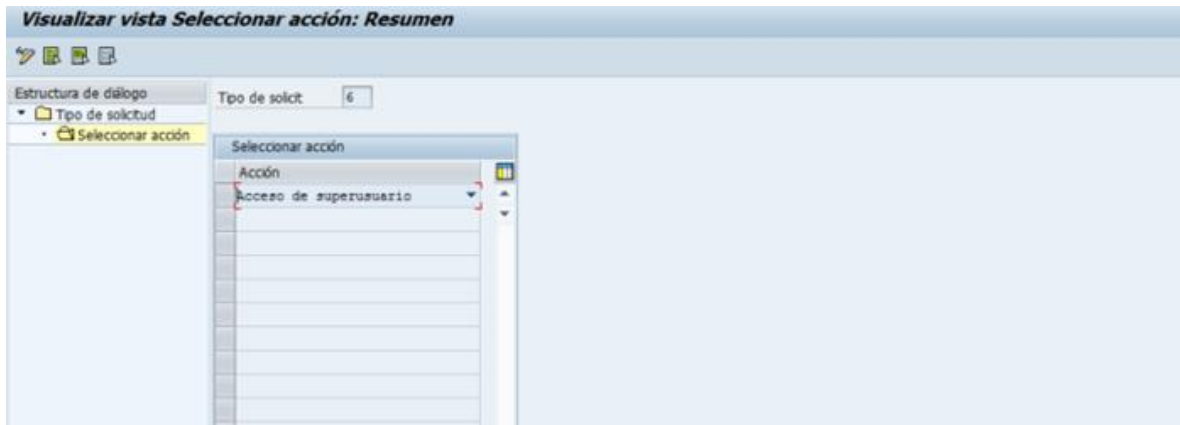 Visualizar vista Seleccionar acción: Resumen
Estructura de diálogo
Tipo de solicitud
Seleccionar acción
Tipo de solicit
6
Seleccionar acción
Acción
Acceso de superusuario